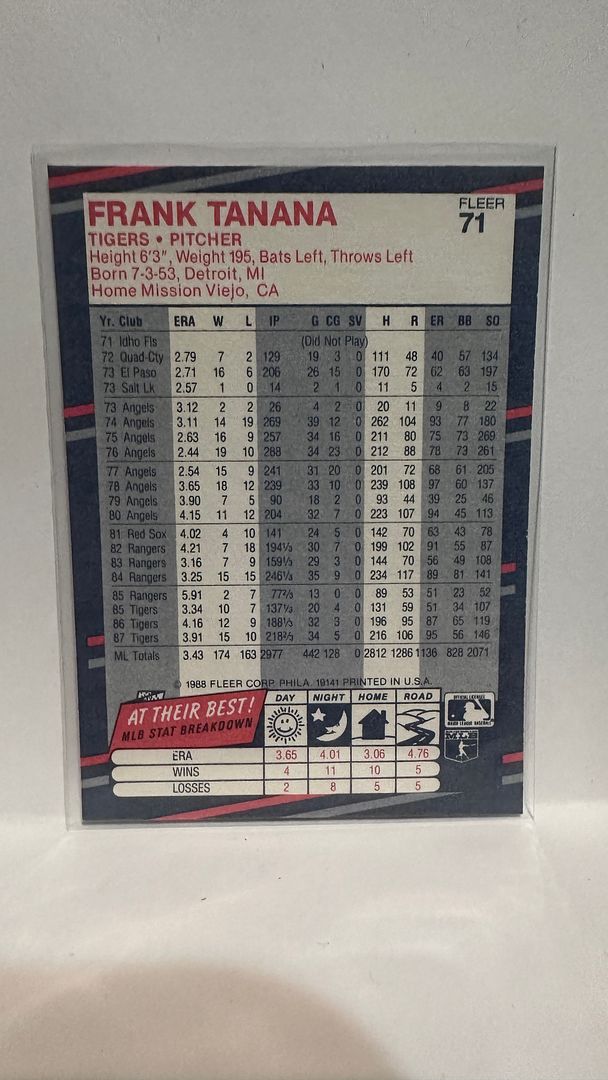 FRANK TANANA
FLEER
71
TIGERS • PITCHER
Height 6'3", Weight 195, Bats Left, Throws Left
Born 7-3-53, Detroit, MI
Home Mission Viejo, CA
Yr. Club ERA W L IP G CG SV H R ER BB SO
71 Idho Fls (Did Not Play)
72 Quad-Cty 2.79 7 2 129 19 3 0 111 48 40 57 134
73 El Paso 2.71 16 6 206 26 15 0 170 72 62 63 197
73 Salt Lk 2.57 1 0 14 2 1 0 11 5 4 2 15
73 Angels 3.12 2 2 26 4 2 0 20 11 9 8 22
74 Angels 3.11 14 19 269 39 12 0 262 104 93 77 180
75 Angels 2.63 16 9 257 34 16 0 211 80 75 73 269
76 Angels 2.44 19 10 288 34 23 0 212 88 78 73 261
77 Angels 2.54 15 9 241 31 20 0 201 72 68 61 205
78 Angels 3.65 18 12 239 33 10 0 239 108 97 60 137
79 Angels 3.90 7 5 90 18 2 0 93 44 39 25 46
80 Angels 4.15 11 12 204 32 7 0 223 107 94 45 113
81 Red Sox 4.02 4 10 141 24 5 0 142 70 63 43 78
82 Rangers 4.21 7 18 194⅓ 30 7 0 199 102 91 55 87
83 Rangers 3.16 7 9 159⅓ 29 3 0 144 70 56 49 108
84 Rangers 3.25 15 15 246⅓ 35 9 0 234 117 89 81 141
85 Rangers 5.91 2 7 77⅔ 13 0 0 89 53 51 23 52
85 Tigers 3.34 10 7 137⅓ 20 4 0 131 59 51 34 107
86 Tigers 4.16 12 9 188⅓ 32 3 0 196 95 87 65 119
87 Tigers 3.91 15 10 218⅔ 34 5 0 216 106 95 56 146
ML Totals 3.43 174 163 2977 442 128 0 2812 1286 1136 828 2071
© 1988 FLEER CORP. PHILA. 19141 PRINTED IN U.S.A.
AT THEIR BEST!
MLB STAT BREAKDOWN
DAY NIGHT HOME ROAD
ERA 3.65 4.01 3.06 4.76
WINS 4 11 10 5
LOSSES 2 8 5 5
OFFICIAL LICENSEE
MAJOR LEAGUE BASEBALL